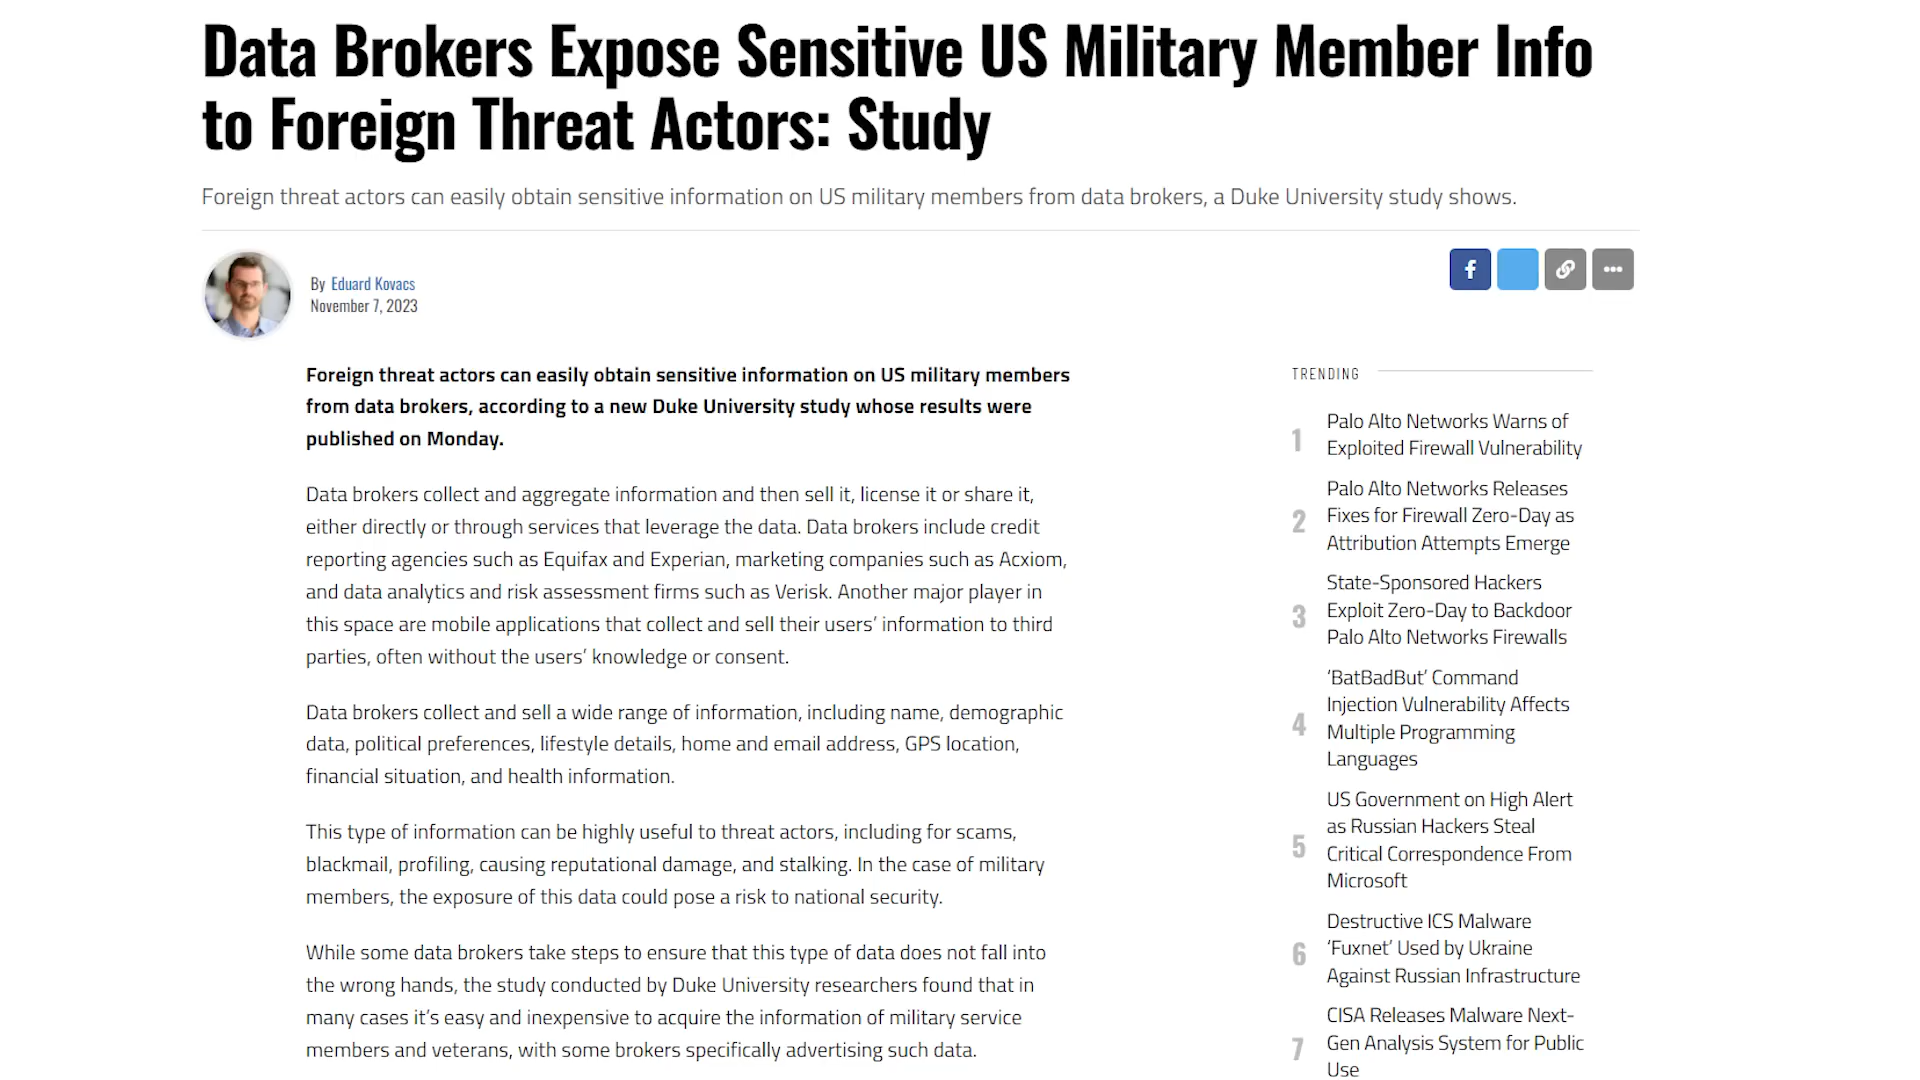 Data Brokers Expose Sensitive US Military Member Info
to Foreign Threat Actors: Study
Foreign threat actors can easily obtain sensitive information on US military members from data brokers, a Duke University study shows.
By Eduard Kovacs
November 7, 2023
Foreign threat actors can easily obtain sensitive information on US military members
from data brokers, according to a new Duke University study whose results were
published on Monday.
Data brokers collect and aggregate information and then sell it, license it or share it,
either directly or through services that leverage the data. Data brokers include credit
reporting agencies such as Equifax and Experian, marketing companies such as Acxiom,
and data analytics and risk assessment firms such as Verisk. Another major player in
this space are mobile applications that collect and sell their users’ information to third
parties, often without the users’ knowledge or consent.
Data brokers collect and sell a wide range of information, including name, demographic
data, political preferences, lifestyle details, home and email address, GPS location,
financial situation, and health information.
This type of information can be highly useful to threat actors, including for scams,
blackmail, profiling, causing reputational damage, and stalking. In the case of military
members, the exposure of this data could pose a risk to national security.
While some data brokers take steps to ensure that this type of data does not fall into
the wrong hands, the study conducted by Duke University researchers found that in
many cases it’s easy and inexpensive to acquire the information of military service
members and veterans, with some brokers specifically advertising such data.
TRENDING
1
Palo Alto Networks Warns of
Exploited Firewall Vulnerability
2
Palo Alto Networks Releases
Fixes for Firewall Zero-Day as
Attribution Attempts Emerge
3
State-Sponsored Hackers
Exploit Zero-Day to Backdoor
Palo Alto Networks Firewalls
4
‘BatBadBut’ Command
Injection Vulnerability Affects
Multiple Programming
Languages
5
US Government on High Alert
as Russian Hackers Steal
Critical Correspondence From
Microsoft
6
Destructive ICS Malware
‘Fuxnet’ Used by Ukraine
Against Russian Infrastructure
7
CISA Releases Malware Next-
Gen Analysis System for Public
Use